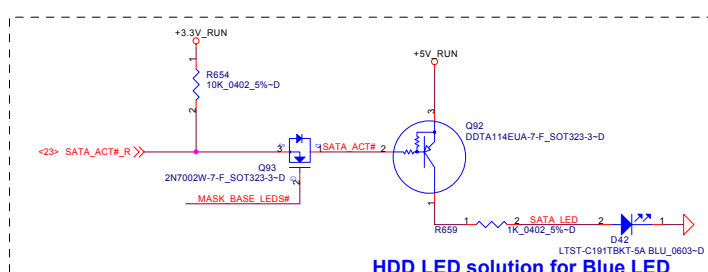 +3.3V_RUN
+5V_RUN
1
R654
10K_0402_5%~D
2
3
Q92
DDTA114EUA-7-F_SOT323-3~D
<23> SATA_ACT#_R
3
1
SATA_ACT#
2
Q93
2N7002W-7-F_SOT323-3~D
2
MASK_BASE_LEDS#
1
R659
1
2
1K_0402_5%~D
SATA_LED
2
1
D42
LTST-C191TBKT-5A BLU_0603~D
HDD LED solution for Blue LED